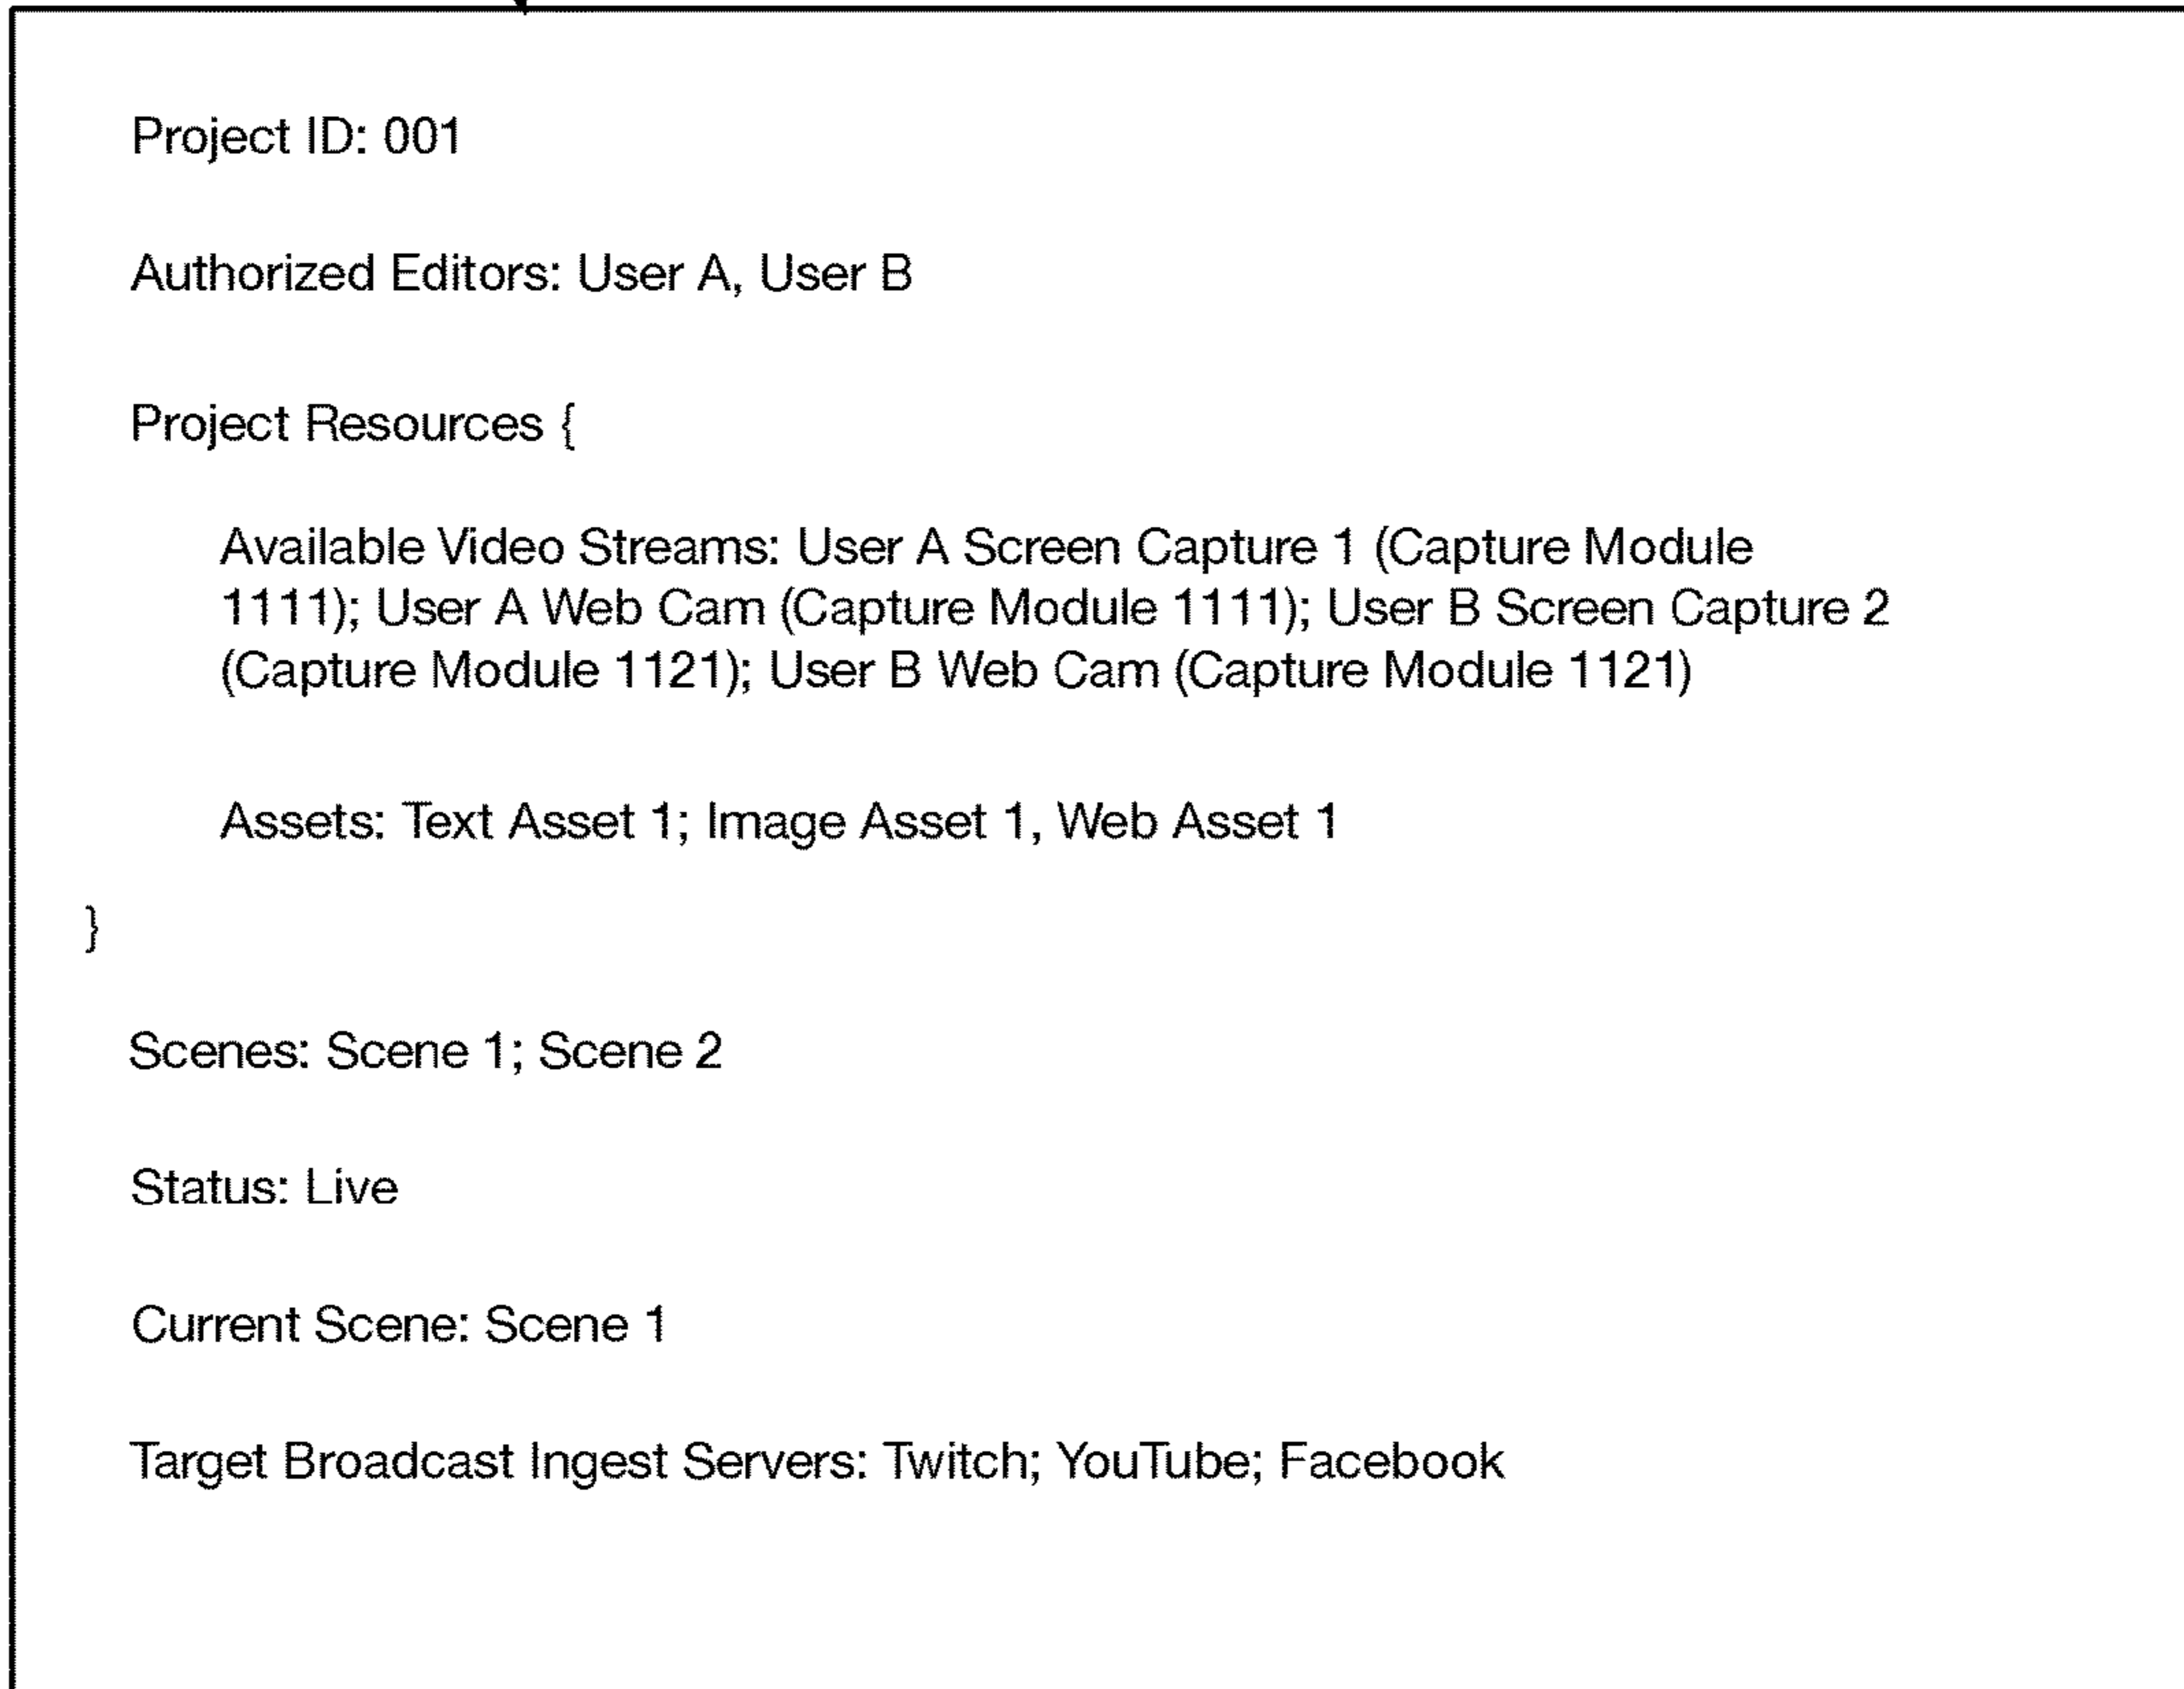 Project ID: 001
Authorized Editors: User A, User B
Project Resources {
Available Video Streams: User A Screen Capture 1 (Capture Module
1111); User A Web Cam (Capture Module 1111); User B Screen Capture 2
(Capture Module 1121); User B Web Cam (Capture Module 1121)
Assets: Text Asset 1; Image Asset 1, Web Asset 1
}
Scenes: Scene 1; Scene 2
Status: Live
Current Scene: Scene 1
Target Broadcast Ingest Servers: Twitch; YouTube; Facebook